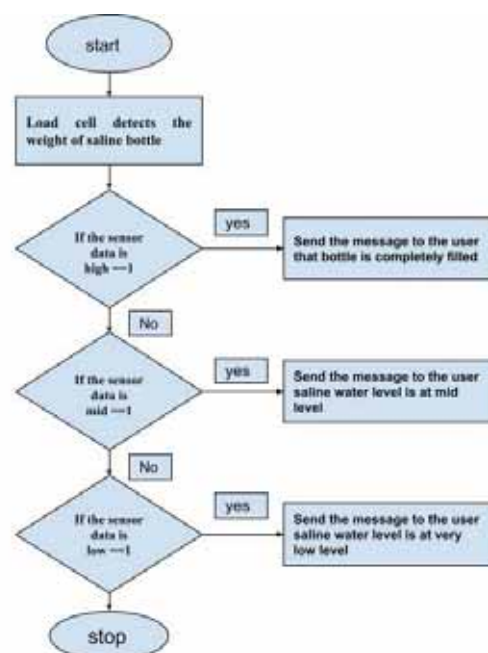 start
Load cell detects the
weight of saline bottle
If the sensor
data is
high ==1
yes
Send the message to the user
that bottle is completely filled
No
If the sensor
data is
mid ==1
yes
Send the message to the user
saline water level is at mid
level
No
If the sensor
data is
low ==1
yes
Send the message to the user
saline water level is at very
low level
stop